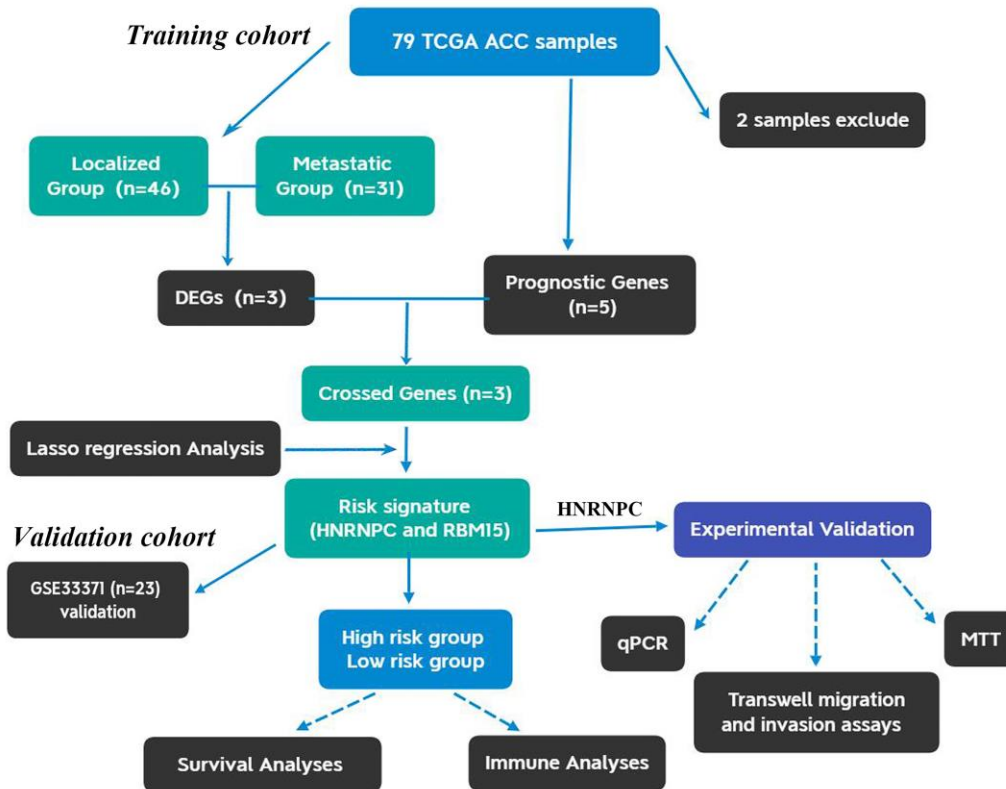 Training cohort
79 TCGA ACC samples
2 samples exclude
Localized
Group (n=46)
Metastatic
Group (n=31)
DEGs (n=3)
Prognostic Genes
(n=5)
Crossed Genes (n=3)
Lasso regression Analysis
Risk signature
(HNRNPC and RBM15)
HNRNPC
Experimental Validation
Validation cohort
GSE33371 (n=23)
validation
High risk group
Low risk group
qPCR
MTT
Transwell migration
and invasion assays
Survival Analyses
Immune Analyses